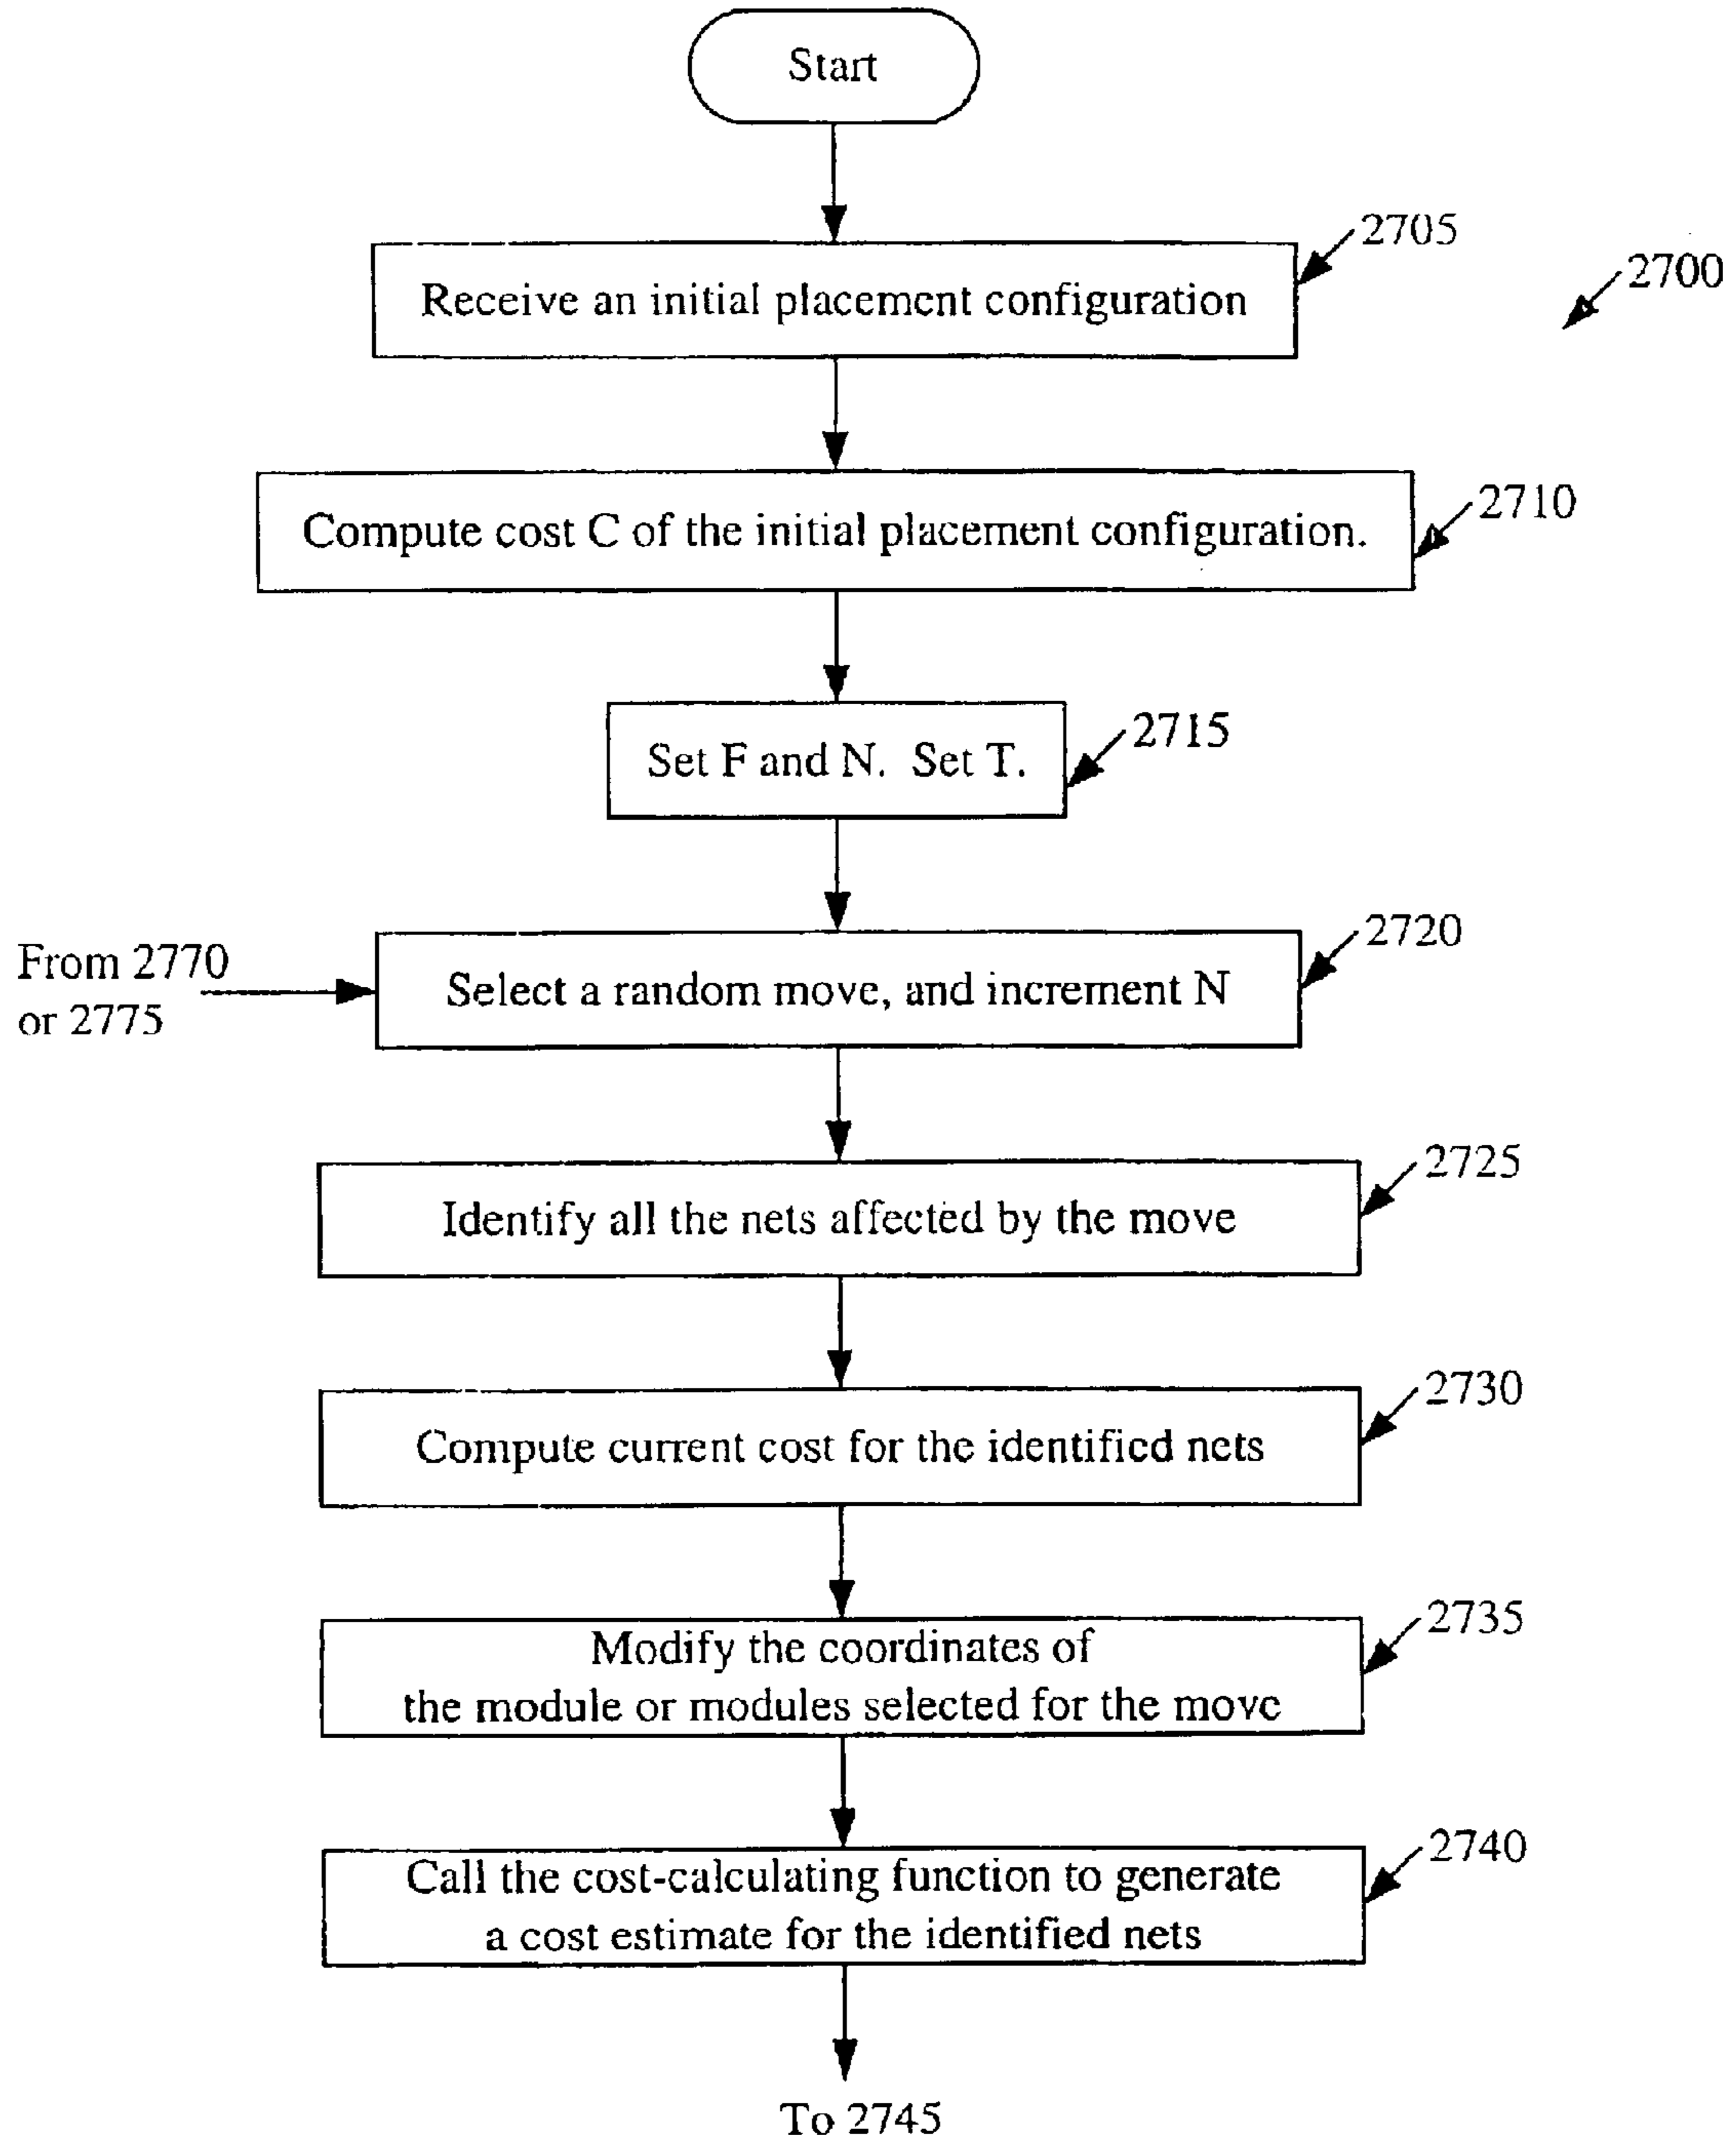 Start
2705
2700
Receive an initial placement configuration
2710
Compute cost C of the initial placement configuration.
2715
Set F and N. Set T.
2720
From 2770
or 2775
Select a random move, and increment N
2725
Identify all the nets affected by the move
2730
Compute current cost for the identified nets
2735
Modify the coordinates of
the module or modules selected for the move
2740
Call the cost-calculating function to generate
a cost estimate for the identified nets
To 2745